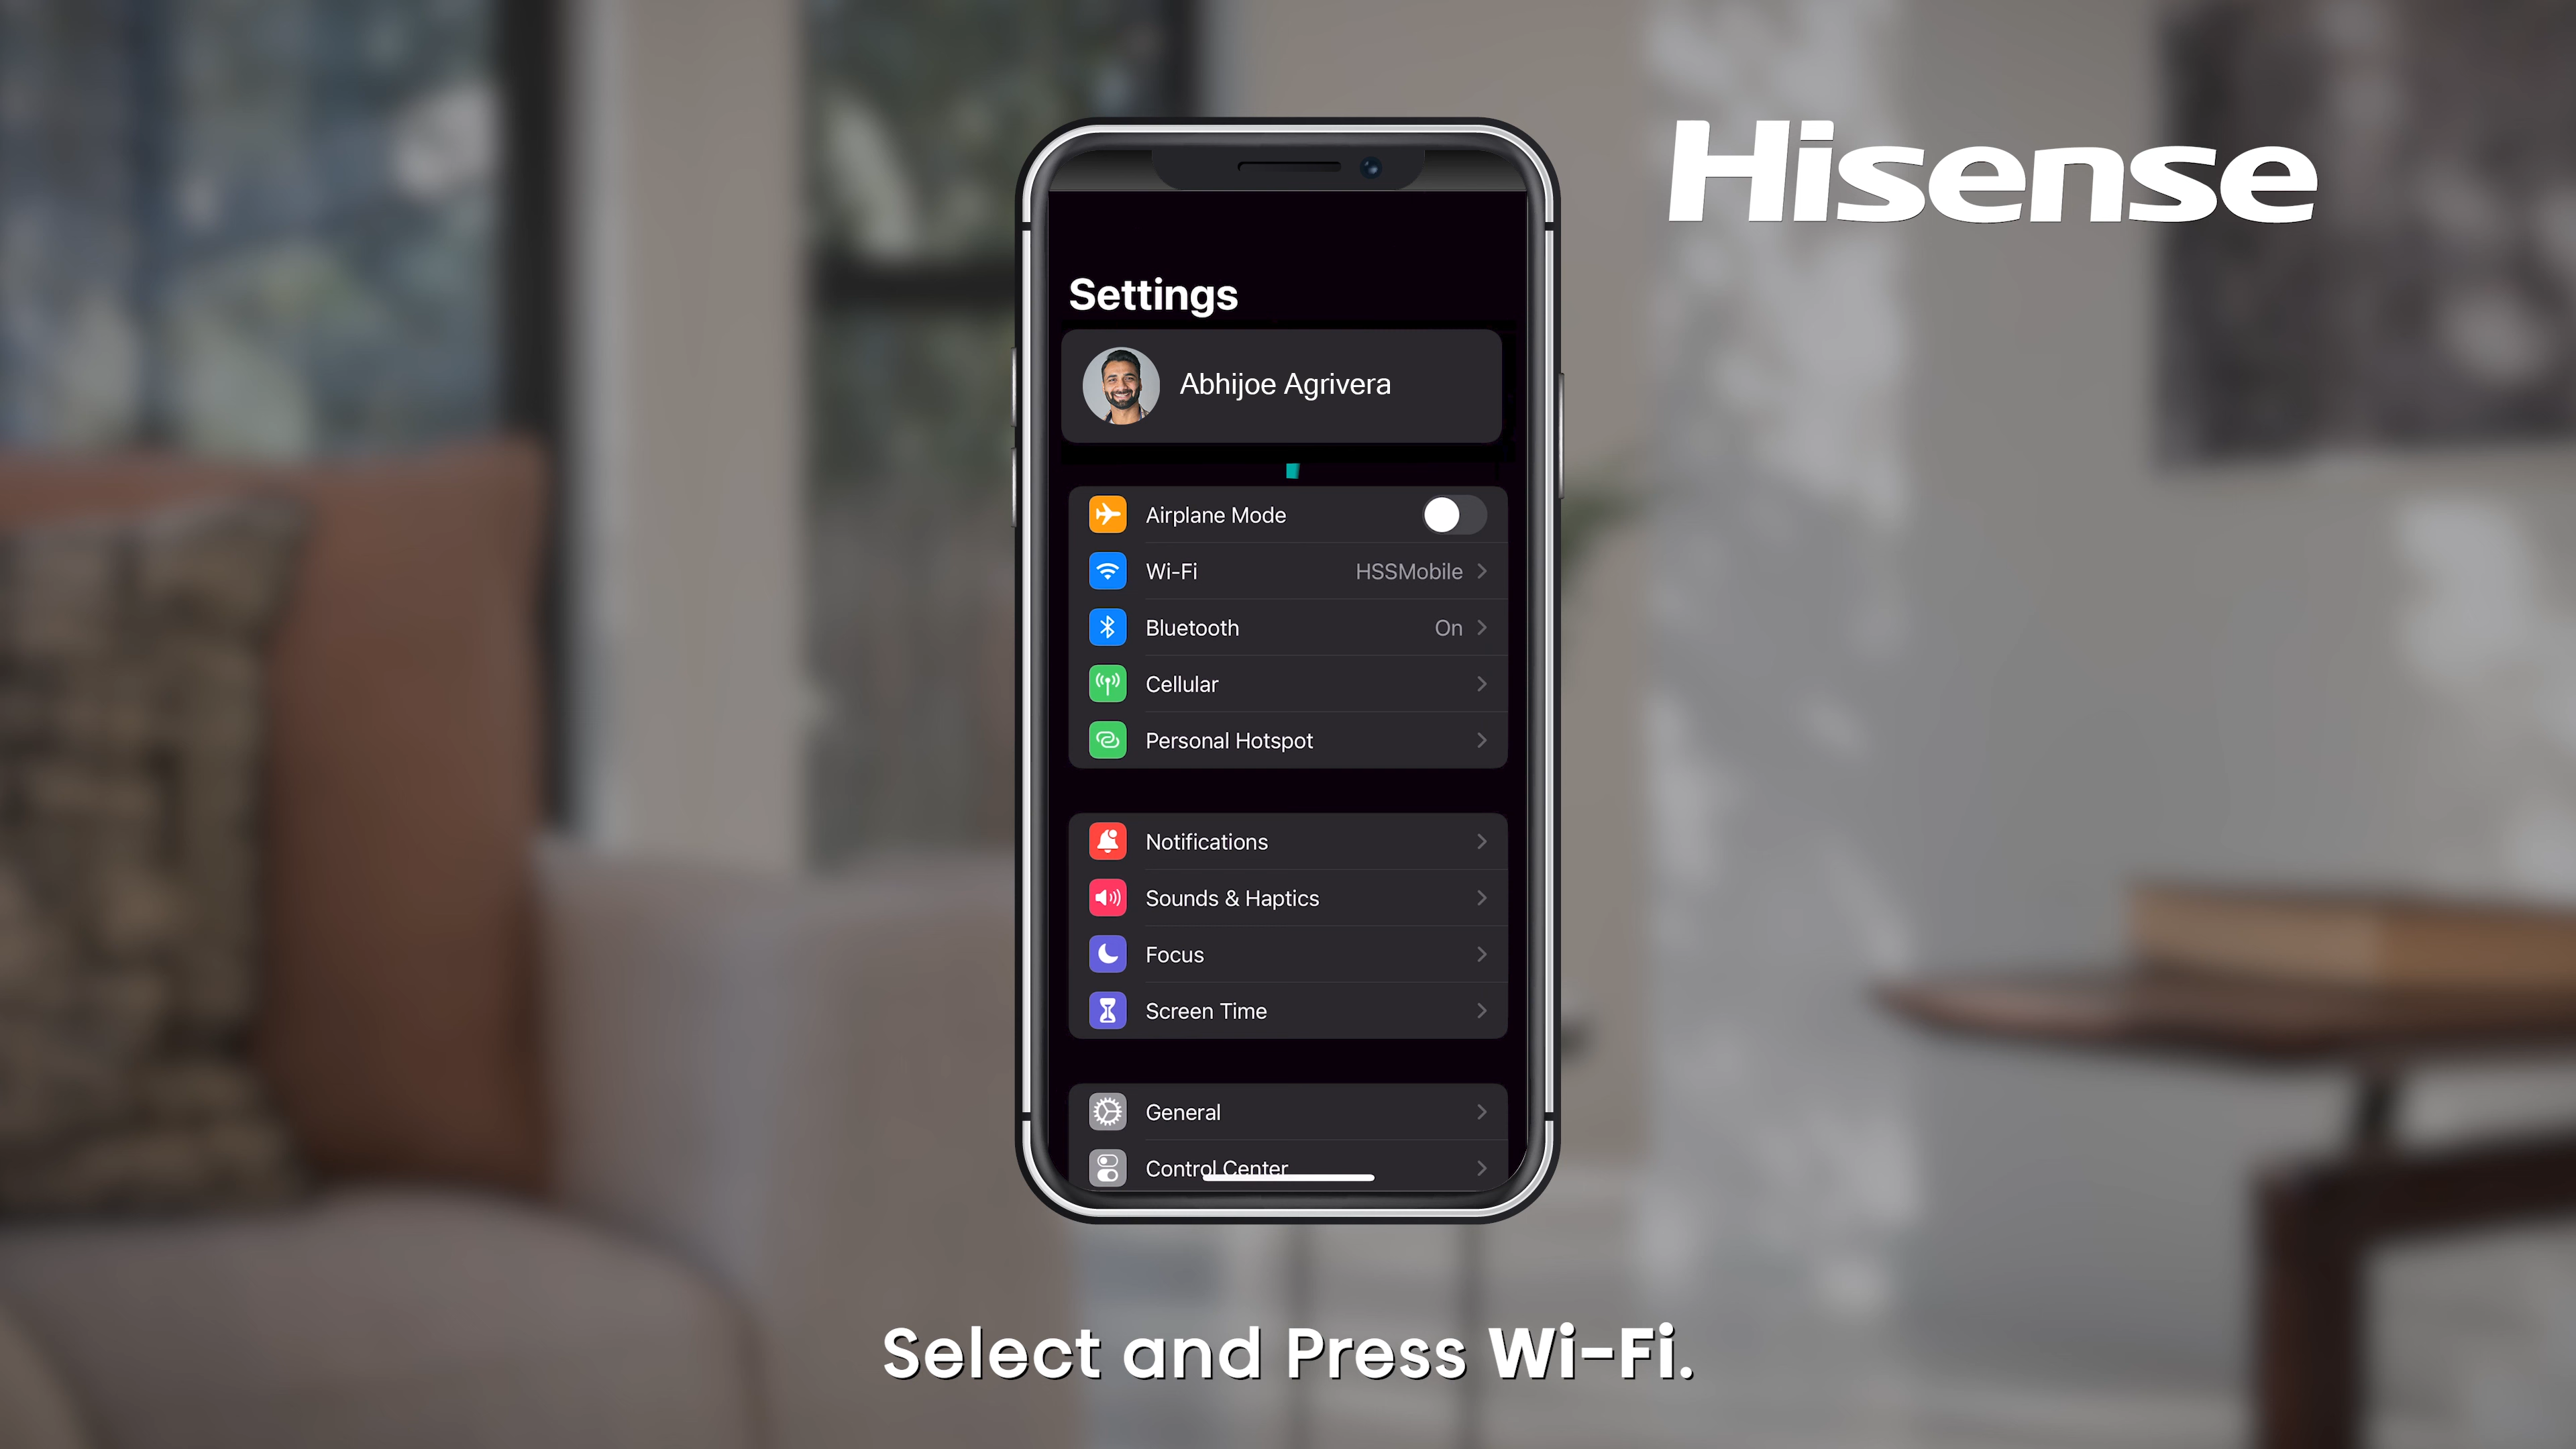 Hisense
Settings
Abhijoe Agrivera
Airplane Mode
Wi-Fi HSSMobile
Bluetooth On
Cellular
Personal Hotspot
Notifications
Sounds & Haptics
Focus
Screen Time
General
Control Center
Select and Press Wi-Fi.